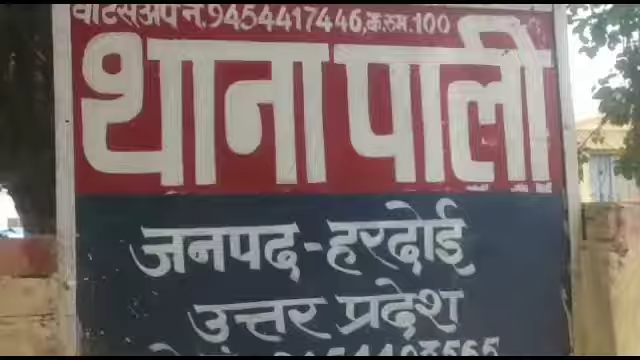 वाटसअप नं.9454417446,क.रुम.100
थाना पाली
जनपद-हरदोई
उत्तर प्रदेश